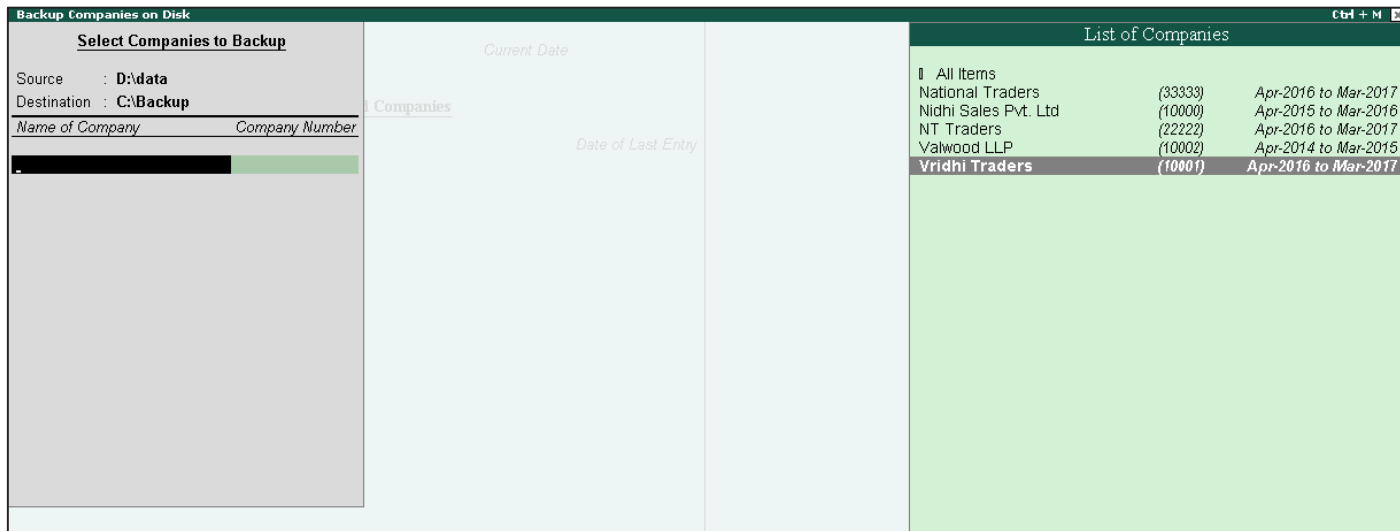 Backup Companies on Disk Ctrl + M
Select Companies to Backup
Source : D:\data
Destination : C:\Backup
Name of Company Company Number
Current Date
Companies
Date of Last Entry
List of Companies
All Items
National Traders (33333) Apr-2016 to Mar-2017
Nidhi Sales Pvt. Ltd (10000) Apr-2015 to Mar-2016
NT Traders (22222) Apr-2016 to Mar-2017
Valwood LLP (10002) Apr-2014 to Mar-2015
Vridhi Traders (10001) Apr-2016 to Mar-2017